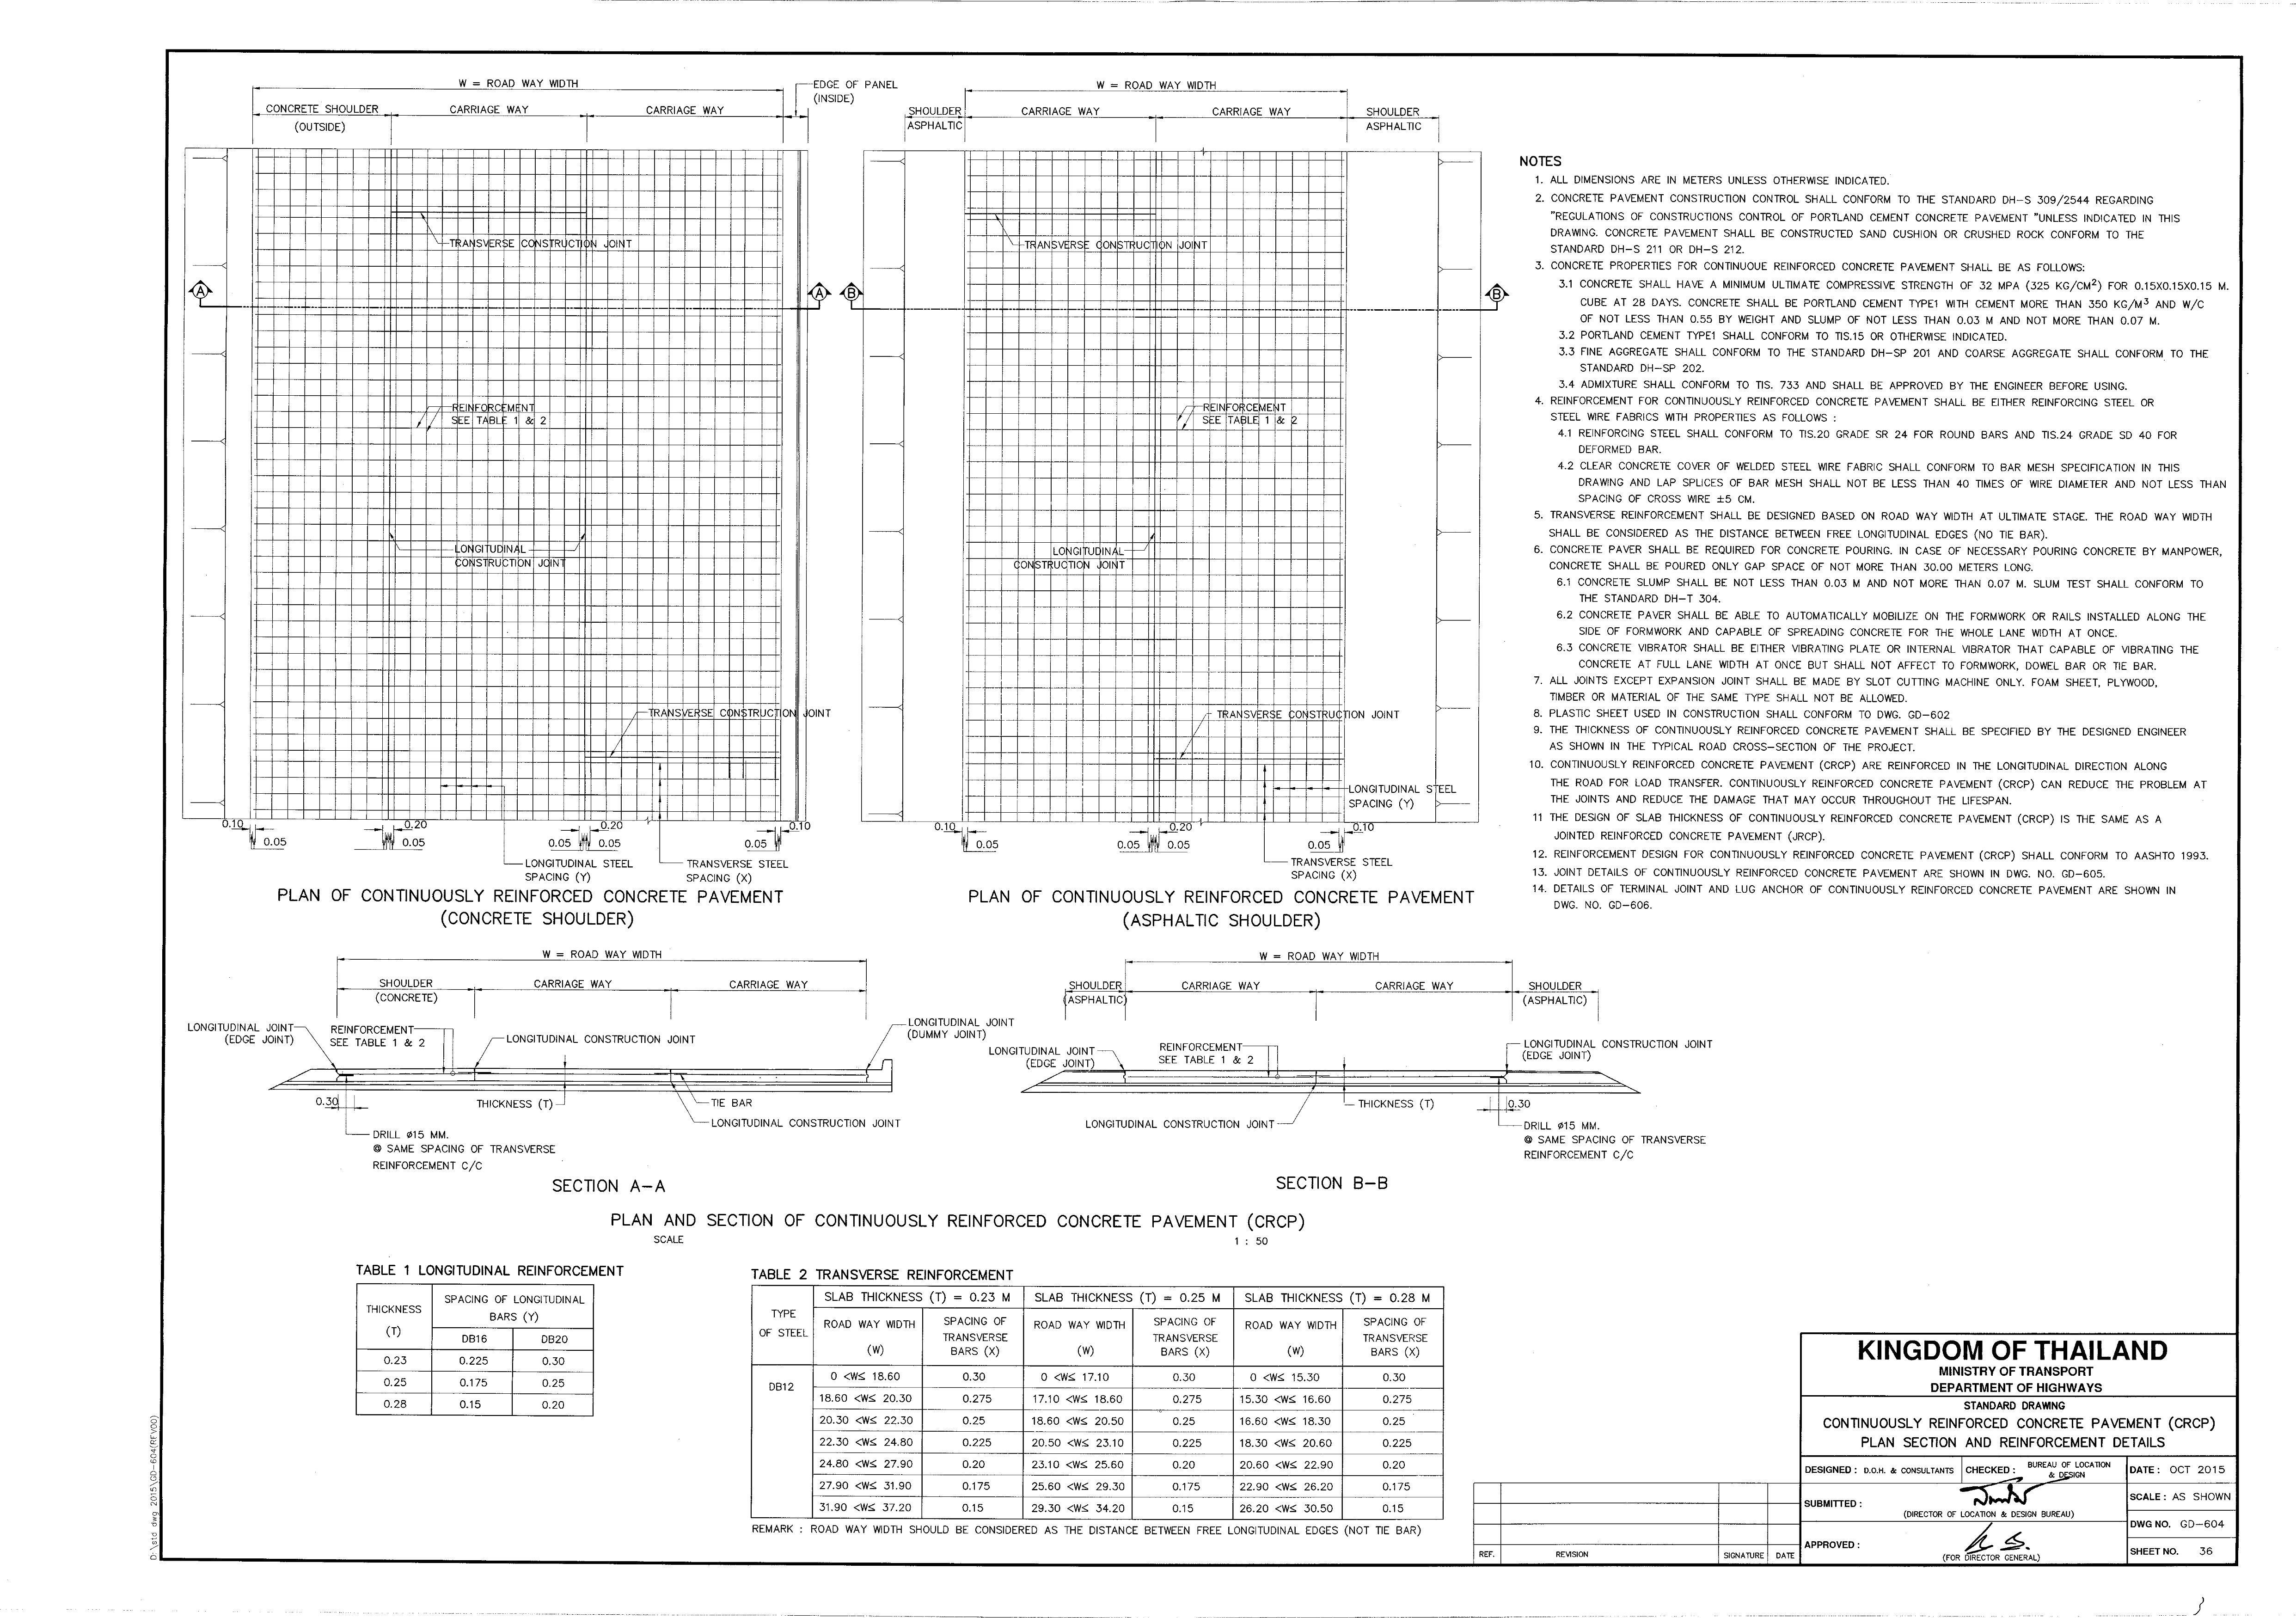 W = ROAD WAY WIDTH
CONCRETE SHOULDER
(OUTSIDE)
CARRIAGE WAY
CARRIAGE WAY
EDGE OF PANEL
(INSIDE)
TRANSVERSE CONSTRUCTION JOINT
A
A
REINFORCEMENT
SEE TABLE 1 & 2
LONGITUDINAL
CONSTRUCTION JOINT
TRANSVERSE CONSTRUCTION JOINT
0.10
0.05
0.20
0.05
0.20
0.05
0.05
0.10
0.05
LONGITUDINAL STEEL
SPACING (Y)
TRANSVERSE STEEL
SPACING (X)
PLAN OF CONTINUOUSLY REINFORCED CONCRETE PAVEMENT
(CONCRETE SHOULDER)
W = ROAD WAY WIDTH
SHOULDER
ASPHALTIC
CARRIAGE WAY
CARRIAGE WAY
SHOULDER
ASPHALTIC
TRANSVERSE CONSTRUCTION JOINT
B
B
REINFORCEMENT
SEE TABLE 1 & 2
LONGITUDINAL
CONSTRUCTION JOINT
TRANSVERSE CONSTRUCTION JOINT
LONGITUDINAL STEEL
SPACING (Y)
0.10
0.05
0.20
0.05
0.05
0.10
0.05
TRANSVERSE STEEL
SPACING (X)
PLAN OF CONTINUOUSLY REINFORCED CONCRETE PAVEMENT
(ASPHALTIC SHOULDER)
NOTES
1. ALL DIMENSIONS ARE IN METERS UNLESS OTHERWISE INDICATED.
2. CONCRETE PAVEMENT CONSTRUCTION CONTROL SHALL CONFORM TO THE STANDARD DH-S 309/2544 REGARDING
"REGULATIONS OF CONSTRUCTIONS CONTROL OF PORTLAND CEMENT CONCRETE PAVEMENT "UNLESS INDICATED IN THIS
DRAWING. CONCRETE PAVEMENT SHALL BE CONSTRUCTED SAND CUSHION OR CRUSHED ROCK CONFORM TO THE
STANDARD DH-S 211 OR DH-S 212.
3. CONCRETE PROPERTIES FOR CONTINUOUE REINFORCED CONCRETE PAVEMENT SHALL BE AS FOLLOWS:
3.1 CONCRETE SHALL HAVE A MINIMUM ULTIMATE COMPRESSIVE STRENGTH OF 32 MPA (325 KG/CM²) FOR 0.15X0.15X0.15 M.
CUBE AT 28 DAYS. CONCRETE SHALL BE PORTLAND CEMENT TYPE1 WITH CEMENT MORE THAN 350 KG/M³ AND W/C
OF NOT LESS THAN 0.55 BY WEIGHT AND SLUMP OF NOT LESS THAN 0.03 M AND NOT MORE THAN 0.07 M.
3.2 PORTLAND CEMENT TYPE1 SHALL CONFORM TO TIS.15 OR OTHERWISE INDICATED.
3.3 FINE AGGREGATE SHALL CONFORM TO THE STANDARD DH-SP 201 AND COARSE AGGREGATE SHALL CONFORM TO THE
STANDARD DH-SP 202.
3.4 ADMIXTURE SHALL CONFORM TO TIS. 733 AND SHALL BE APPROVED BY THE ENGINEER BEFORE USING.
4. REINFORCEMENT FOR CONTINUOUSLY REINFORCED CONCRETE PAVEMENT SHALL BE EITHER REINFORCING STEEL OR
STEEL WIRE FABRICS WITH PROPERTIES AS FOLLOWS :
4.1 REINFORCING STEEL SHALL CONFORM TO TIS.20 GRADE SR 24 FOR ROUND BARS AND TIS.24 GRADE SD 40 FOR
DEFORMED BAR.
4.2 CLEAR CONCRETE COVER OF WELDED STEEL WIRE FABRIC SHALL CONFORM TO BAR MESH SPECIFICATION IN THIS
DRAWING AND LAP SPLICES OF BAR MESH SHALL NOT BE LESS THAN 40 TIMES OF WIRE DIAMETER AND NOT LESS THAN
SPACING OF CROSS WIRE ±5 CM.
5. TRANSVERSE REINFORCEMENT SHALL BE DESIGNED BASED ON ROAD WAY WIDTH AT ULTIMATE STAGE. THE ROAD WAY WIDTH
SHALL BE CONSIDERED AS THE DISTANCE BETWEEN FREE LONGITUDINAL EDGES (NO TIE BAR).
6. CONCRETE PAVER SHALL BE REQUIRED FOR CONCRETE POURING. IN CASE OF NECESSARY POURING CONCRETE BY MANPOWER,
CONCRETE SHALL BE POURED ONLY GAP SPACE OF NOT MORE THAN 30.00 METERS LONG.
6.1 CONCRETE SLUMP SHALL BE NOT LESS THAN 0.03 M AND NOT MORE THAN 0.07 M. SLUM TEST SHALL CONFORM TO
THE STANDARD DH-T 304.
6.2 CONCRETE PAVER SHALL BE ABLE TO AUTOMATICALLY MOBILIZE ON THE FORMWORK OR RAILS INSTALLED ALONG THE
SIDE OF FORMWORK AND CAPABLE OF SPREADING CONCRETE FOR THE WHOLE LANE WIDTH AT ONCE.
6.3 CONCRETE VIBRATOR SHALL BE EITHER VIBRATING PLATE OR INTERNAL VIBRATOR THAT CAPABLE OF VIBRATING THE
CONCRETE AT FULL LANE WIDTH AT ONCE BUT SHALL NOT AFFECT TO FORMWORK, DOWEL BAR OR TIE BAR.
7. ALL JOINTS EXCEPT EXPANSION JOINT SHALL BE MADE BY SLOT CUTTING MACHINE ONLY. FOAM SHEET, PLYWOOD,
TIMBER OR MATERIAL OF THE SAME TYPE SHALL NOT BE ALLOWED.
8. PLASTIC SHEET USED IN CONSTRUCTION SHALL CONFORM TO DWG. GD-602
9. THE THICKNESS OF CONTINUOUSLY REINFORCED CONCRETE PAVEMENT SHALL BE SPECIFIED BY THE DESIGNED ENGINEER
AS SHOWN IN THE TYPICAL ROAD CROSS-SECTION OF THE PROJECT.
10. CONTINUOUSLY REINFORCED CONCRETE PAVEMENT (CRCP) ARE REINFORCED IN THE LONGITUDINAL DIRECTION ALONG
THE ROAD FOR LOAD TRANSFER. CONTINUOUSLY REINFORCED CONCRETE PAVEMENT (CRCP) CAN REDUCE THE PROBLEM AT
THE JOINTS AND REDUCE THE DAMAGE THAT MAY OCCUR THROUGHOUT THE LIFESPAN.
11 THE DESIGN OF SLAB THICKNESS OF CONTINUOUSLY REINFORCED CONCRETE PAVEMENT (CRCP) IS THE SAME AS A
JOINTED REINFORCED CONCRETE PAVEMENT (JRCP).
12. REINFORCEMENT DESIGN FOR CONTINUOUSLY REINFORCED CONCRETE PAVEMENT (CRCP) SHALL CONFORM TO AASHTO 1993.
13. JOINT DETAILS OF CONTINUOUSLY REINFORCED CONCRETE PAVEMENT ARE SHOWN IN DWG. NO. GD-605.
14. DETAILS OF TERMINAL JOINT AND LUG ANCHOR OF CONTINUOUSLY REINFORCED CONCRETE PAVEMENT ARE SHOWN IN
DWG. NO. GD-606.
W = ROAD WAY WIDTH
SHOULDER
(CONCRETE)
CARRIAGE WAY
CARRIAGE WAY
LONGITUDINAL JOINT
(EDGE JOINT)
REINFORCEMENT
SEE TABLE 1 & 2
LONGITUDINAL CONSTRUCTION JOINT
LONGITUDINAL JOINT
(DUMMY JOINT)
0.30
THICKNESS (T)
TIE BAR
LONGITUDINAL CONSTRUCTION JOINT
DRILL ø15 MM.
@ SAME SPACING OF TRANSVERSE
REINFORCEMENT C/C
SECTION A-A
W = ROAD WAY WIDTH
SHOULDER
(ASPHALTIC)
CARRIAGE WAY
CARRIAGE WAY
SHOULDER
(ASPHALTIC)
LONGITUDINAL JOINT
(EDGE JOINT)
REINFORCEMENT
SEE TABLE 1 & 2
LONGITUDINAL CONSTRUCTION JOINT
(EDGE JOINT)
THICKNESS (T)
0.30
LONGITUDINAL CONSTRUCTION JOINT
DRILL ø15 MM.
@ SAME SPACING OF TRANSVERSE
REINFORCEMENT C/C
SECTION B-B
PLAN AND SECTION OF CONTINUOUSLY REINFORCED CONCRETE PAVEMENT (CRCP)
SCALE 1 : 50
TABLE 1 LONGITUDINAL REINFORCEMENT
THICKNESS
(T)
SPACING OF LONGITUDINAL
BARS (Y)
DB16 DB20
0.23 0.225 0.30
0.25 0.175 0.25
0.28 0.15 0.20
TABLE 2 TRANSVERSE REINFORCEMENT
TYPE
OF STEEL
SLAB THICKNESS (T) = 0.23 M SLAB THICKNESS (T) = 0.25 M SLAB THICKNESS (T) = 0.28 M
ROAD WAY WIDTH
(W)
SPACING OF
TRANSVERSE
BARS (X)
ROAD WAY WIDTH
(W)
SPACING OF
TRANSVERSE
BARS (X)
ROAD WAY WIDTH
(W)
SPACING OF
TRANSVERSE
BARS (X)
DB12
0 <W≤ 18.60 0.30 0 <W≤ 17.10 0.30 0 <W≤ 15.30 0.30
18.60 <W≤ 20.30 0.275 17.10 <W≤ 18.60 0.275 15.30 <W≤ 16.60 0.275
20.30 <W≤ 22.30 0.25 18.60 <W≤ 20.50 0.25 16.60 <W≤ 18.30 0.25
22.30 <W≤ 24.80 0.225 20.50 <W≤ 23.10 0.225 18.30 <W≤ 20.60 0.225
24.80 <W≤ 27.90 0.20 23.10 <W≤ 25.60 0.20 20.60 <W≤ 22.90 0.20
27.90 <W≤ 31.90 0.175 25.60 <W≤ 29.30 0.175 22.90 <W≤ 26.20 0.175
31.90 <W≤ 37.20 0.15 29.30 <W≤ 34.20 0.15 26.20 <W≤ 30.50 0.15
REMARK : ROAD WAY WIDTH SHOULD BE CONSIDERED AS THE DISTANCE BETWEEN FREE LONGITUDINAL EDGES (NOT TIE BAR)
D:\std dwg 2015\GD-604(REV00)
REF. REVISION SIGNATURE DATE
KINGDOM OF THAILAND
MINISTRY OF TRANSPORT
DEPARTMENT OF HIGHWAYS
STANDARD DRAWING
CONTINUOUSLY REINFORCED CONCRETE PAVEMENT (CRCP)
PLAN SECTION AND REINFORCEMENT DETAILS
DESIGNED : D.O.H. & CONSULTANTS
CHECKED : BUREAU OF LOCATION
& DESIGN
DATE : OCT 2015
SUBMITTED :
(DIRECTOR OF LOCATION & DESIGN BUREAU)
SCALE : AS SHOWN
DWG NO. GD-604
APPROVED :
(FOR DIRECTOR GENERAL)
SHEET NO. 36